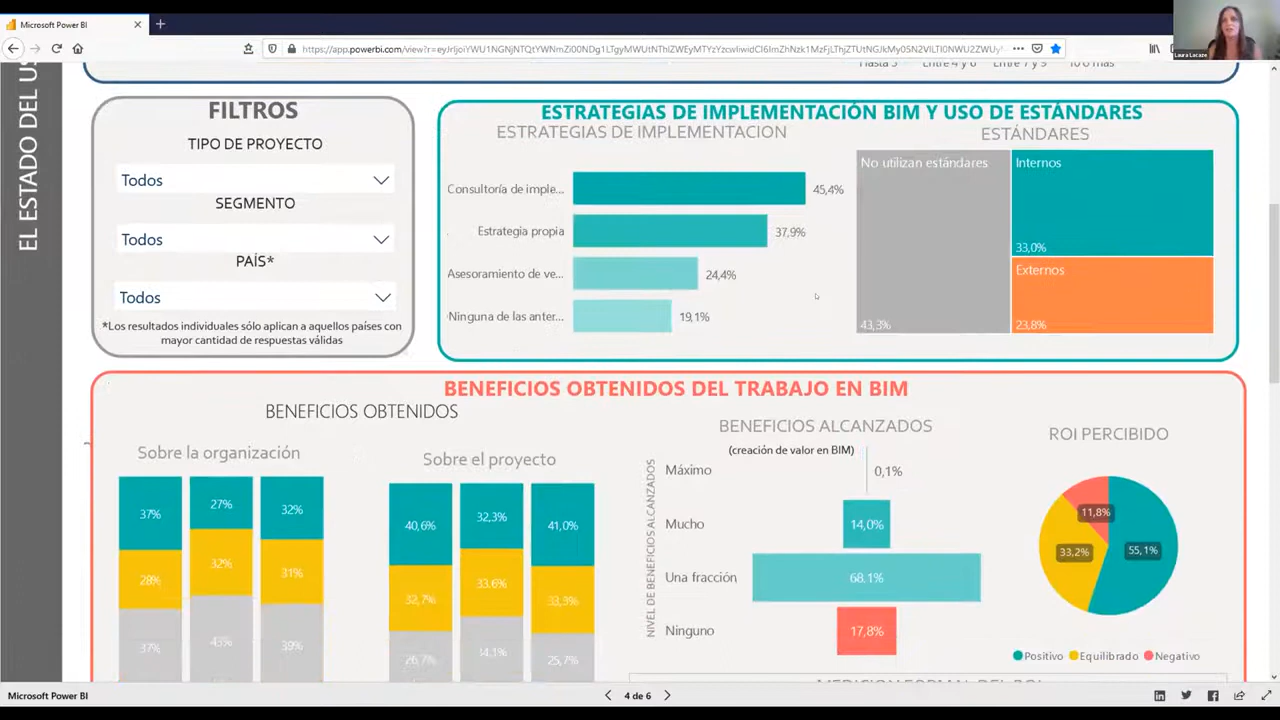 Microsoft Power BI
Laura Lacaze
EL ESTADO DEL US
Hasta 3 Entre 4 y 6 Entre 7 y 9 10 o más
FILTROS
TIPO DE PROYECTO
Todos
SEGMENTO
Todos
PAÍS*
Todos
*Los resultados individuales sólo aplican a aquellos países con
mayor cantidad de respuestas válidas
ESTRATEGIAS DE IMPLEMENTACIÓN BIM Y USO DE ESTÁNDARES
ESTRATEGIAS DE IMPLEMENTACION
Consultoría de imple... 45,4%
Estrategia propia 37,9%
Asesoramiento de ve... 24,4%
Ninguna de las anter... 19,1%
ESTÁNDARES
No utilizan estándares
43,3%
Internos
33,0%
Externos
23,8%
BENEFICIOS OBTENIDOS DEL TRABAJO EN BIM
BENEFICIOS OBTENIDOS
Sobre la organización
37% 27% 32%
28% 32% 31%
37% 43% 39%
Sobre el proyecto
40,6% 32,3% 41,0%
32,7% 33.6% 33,3%
26,7% 34.1% 25,7%
BENEFICIOS ALCANZADOS
(creación de valor en BIM)
NIVEL DE BENEFICIOS ALCANZADOS
Máximo 0,1%
Mucho 14,0%
Una fracción 68.1%
Ninguno 17,8%
ROI PERCIBIDO
11,8%
33,2% 55,1%
Positivo Equilibrado Negativo
Microsoft Power BI
4 de 6